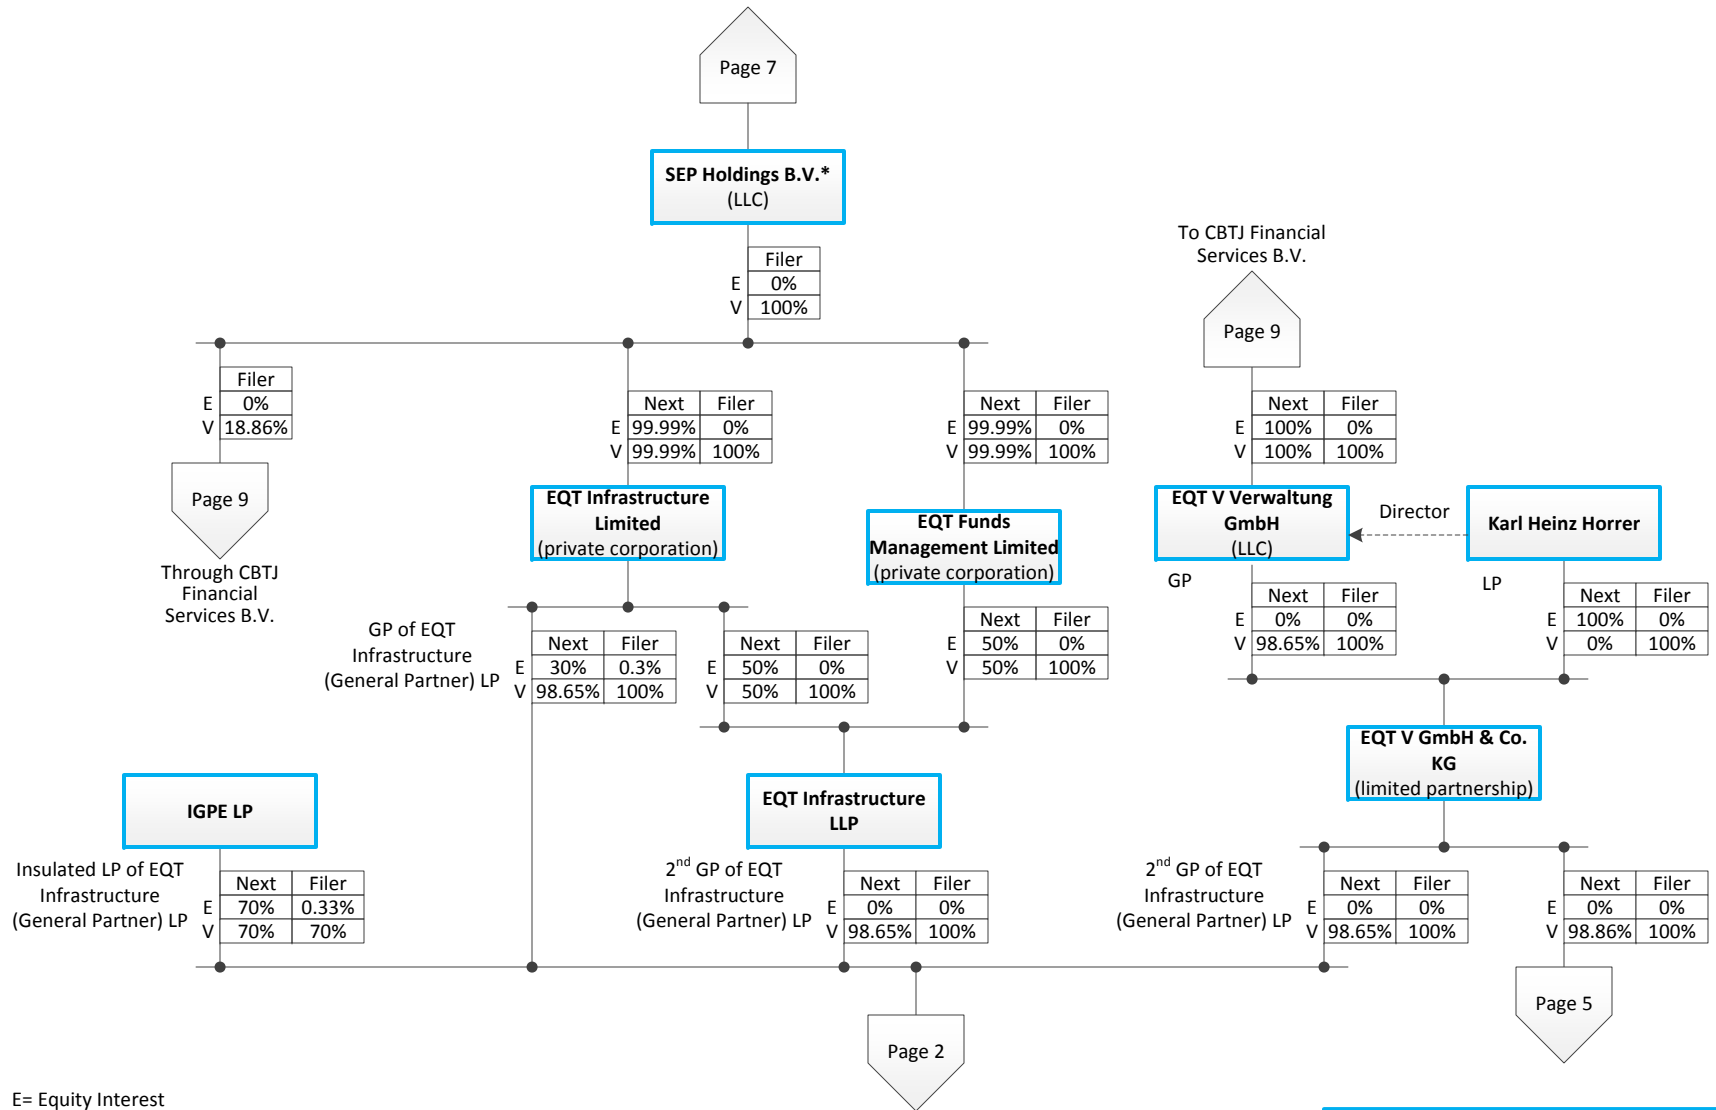 Page 7
SEP Holdings B.V.*
(LLC)
Filer
E 0%
V 100%
To CBTJ Financial
Services B.V.
Page 9
Filer
E 0%
V 18.86%
Page 9
Through CBTJ
Financial
Services B.V.
Next Filer
E 99.99% 0%
V 99.99% 100%
EQT Infrastructure
Limited
(private corporation)
Next Filer
E 99.99% 0%
V 99.99% 100%
EQT Funds
Management Limited
(private corporation)
Next Filer
E 100% 0%
V 100% 100%
EQT V Verwaltung
GmbH
(LLC)
Director
Karl Heinz Horrer
GP
Next Filer
E 0% 0%
V 98.65% 100%
LP
Next Filer
E 100% 0%
V 0% 100%
GP of EQT
Infrastructure
(General Partner) LP
Next Filer
E 30% 0.3%
V 98.65% 100%
Next Filer
E 50% 0%
V 50% 100%
Next Filer
E 50% 0%
V 50% 100%
EQT V GmbH & Co.
KG
(limited partnership)
IGPE LP
EQT Infrastructure
LLP
Insulated LP of EQT
Infrastructure
(General Partner) LP
Next Filer
E 70% 0.33%
V 70% 70%
2nd GP of EQT
Infrastructure
(General Partner) LP
Next Filer
E 0% 0%
V 98.65% 100%
2nd GP of EQT
Infrastructure
(General Partner) LP
Next Filer
E 0% 0%
V 98.65% 100%
Next Filer
E 0% 0%
V 98.86% 100%
Page 5
Page 2
E= Equity Interest